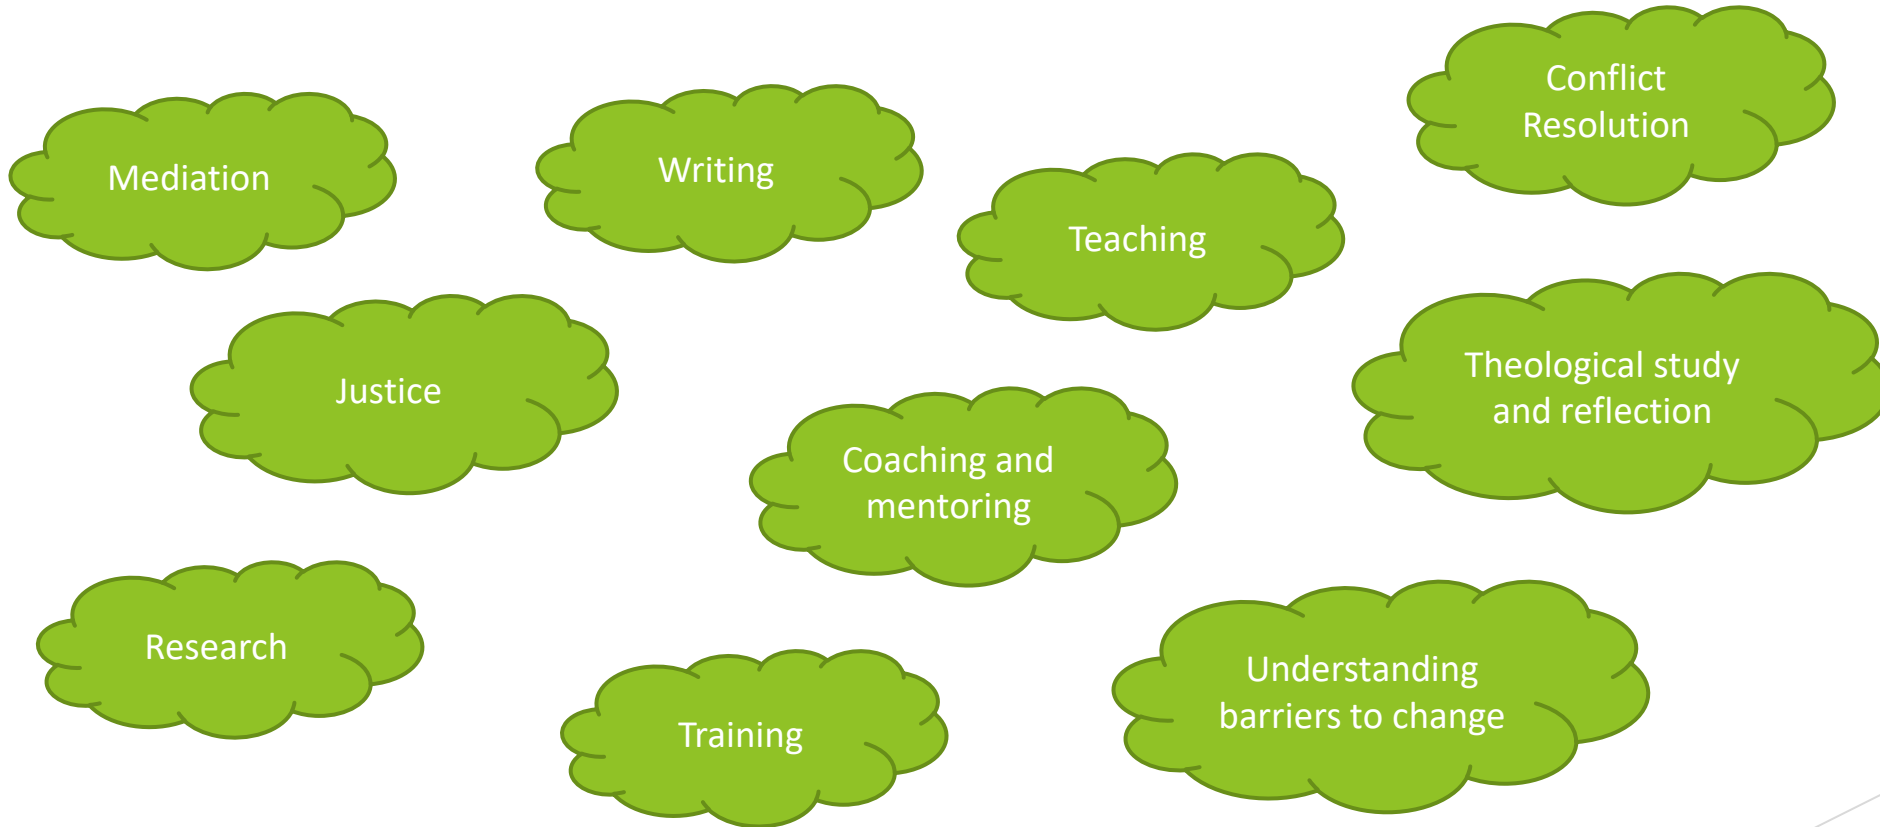 Mediation
Writing
Teaching
Conflict
Resolution
Justice
Coaching and
mentoring
Theological study
and reflection
Research
Training
Understanding
barriers to change